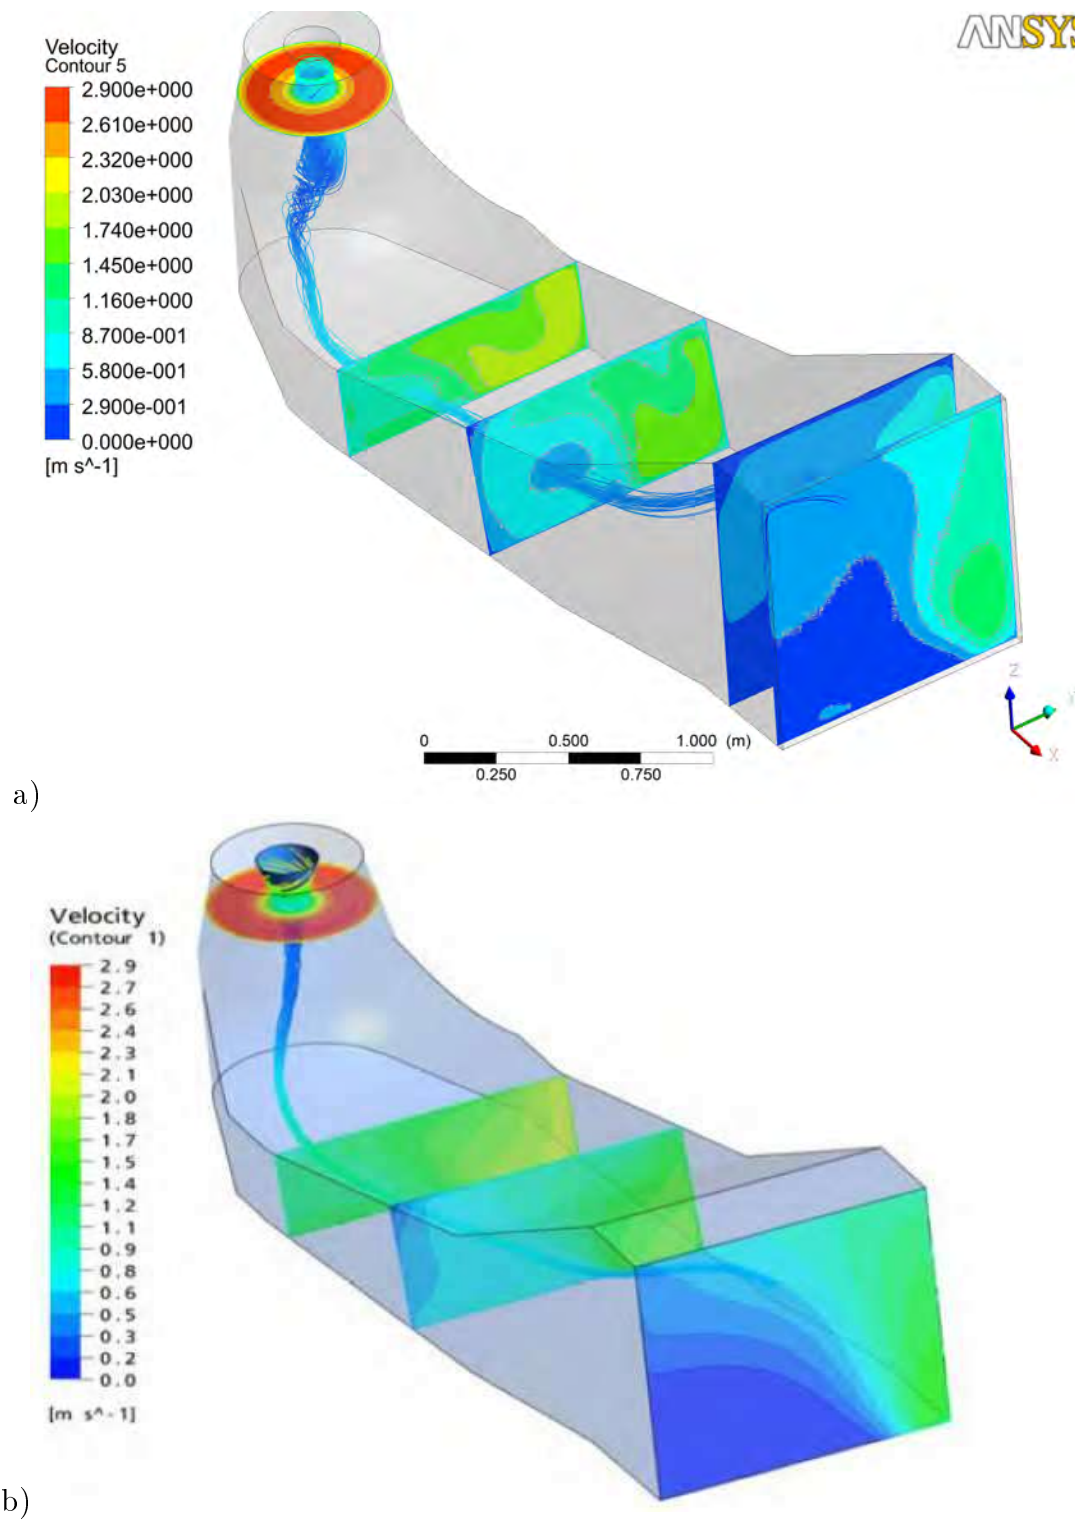 ANSYS
Velocity
Contour 5
2.900e+000
2.610e+000
2.320e+000
2.030e+000
1.740e+000
1.450e+000
1.160e+000
8.700e-001
5.800e-001
2.900e-001
0.000e+000
[m s^-1]
0 0.500 1.000 (m)
0.250 0.750
Z
Y
X
a)
Velocity
(Contour 1)
2.9
2.7
2.6
2.4
2.3
2.1
2.0
1.8
1.7
1.5
1.4
1.2
1.1
0.9
0.8
0.6
0.5
0.3
0.2
0.0
[m s^-1]
b)